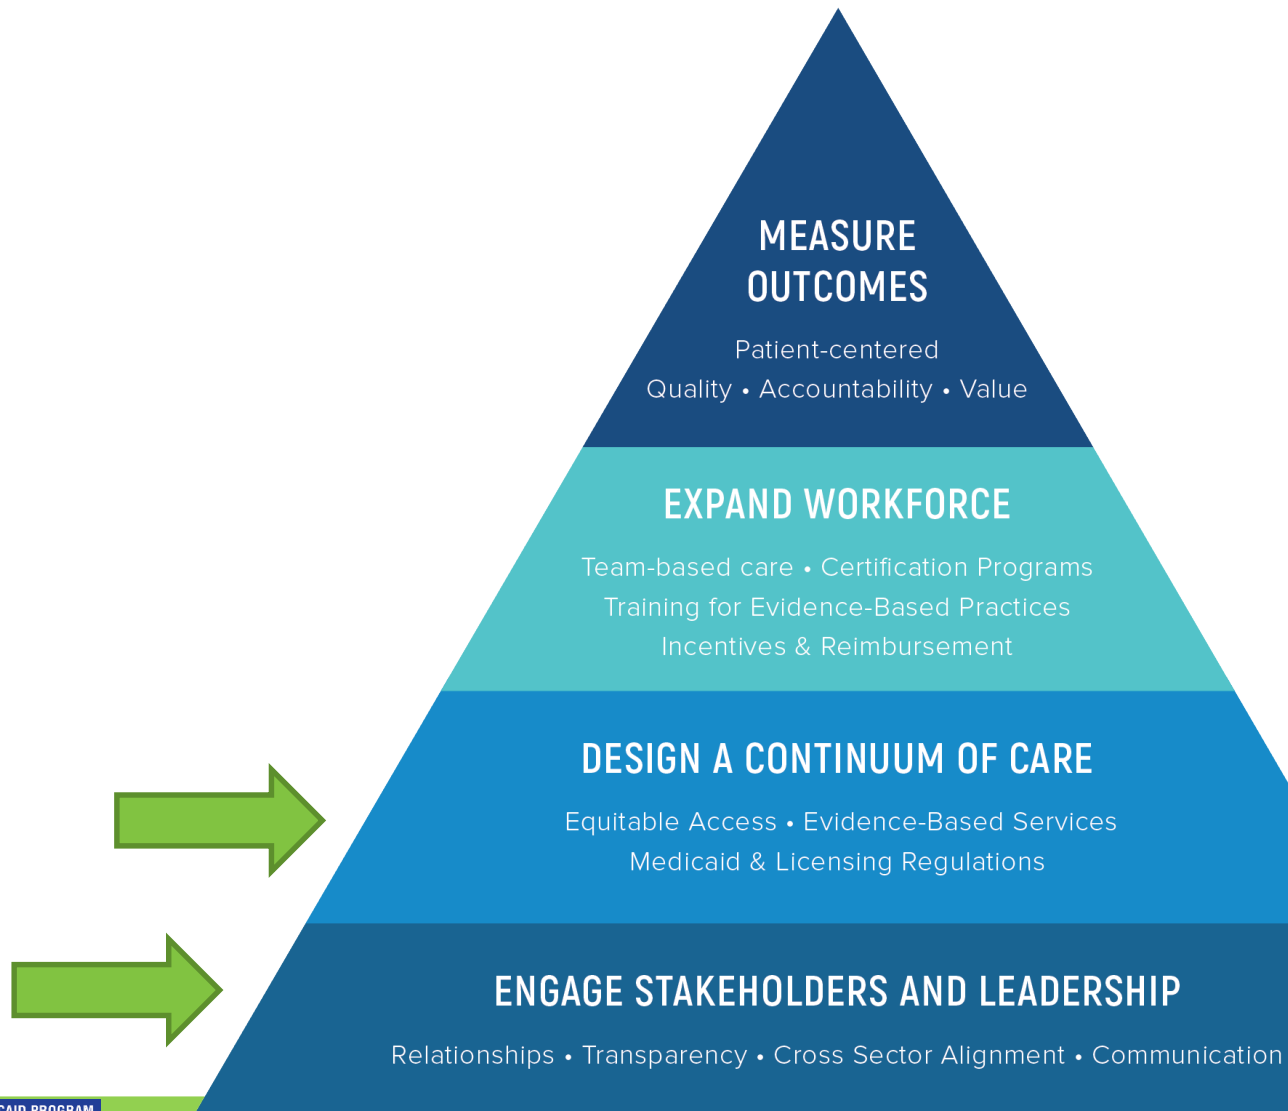 MEASURE
OUTCOMES
Patient-centered
Quality • Accountability • Value
EXPAND WORKFORCE
Team-based care • Certification Programs
Training for Evidence-Based Practices
Incentives & Reimbursement
DESIGN A CONTINUUM OF CARE
Equitable Access • Evidence-Based Services
Medicaid & Licensing Regulations
ENGAGE STAKEHOLDERS AND LEADERSHIP
Relationships • Transparency • Cross Sector Alignment • Communication
PROGRAM